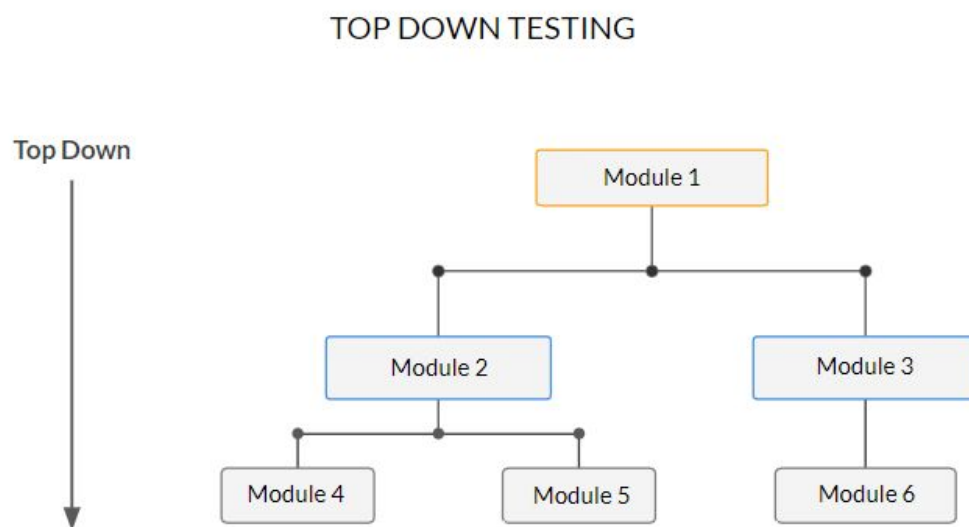 TOP DOWN TESTING
Top Down
Module 1
Module 2
Module 3
Module 4
Module 5
Module 6